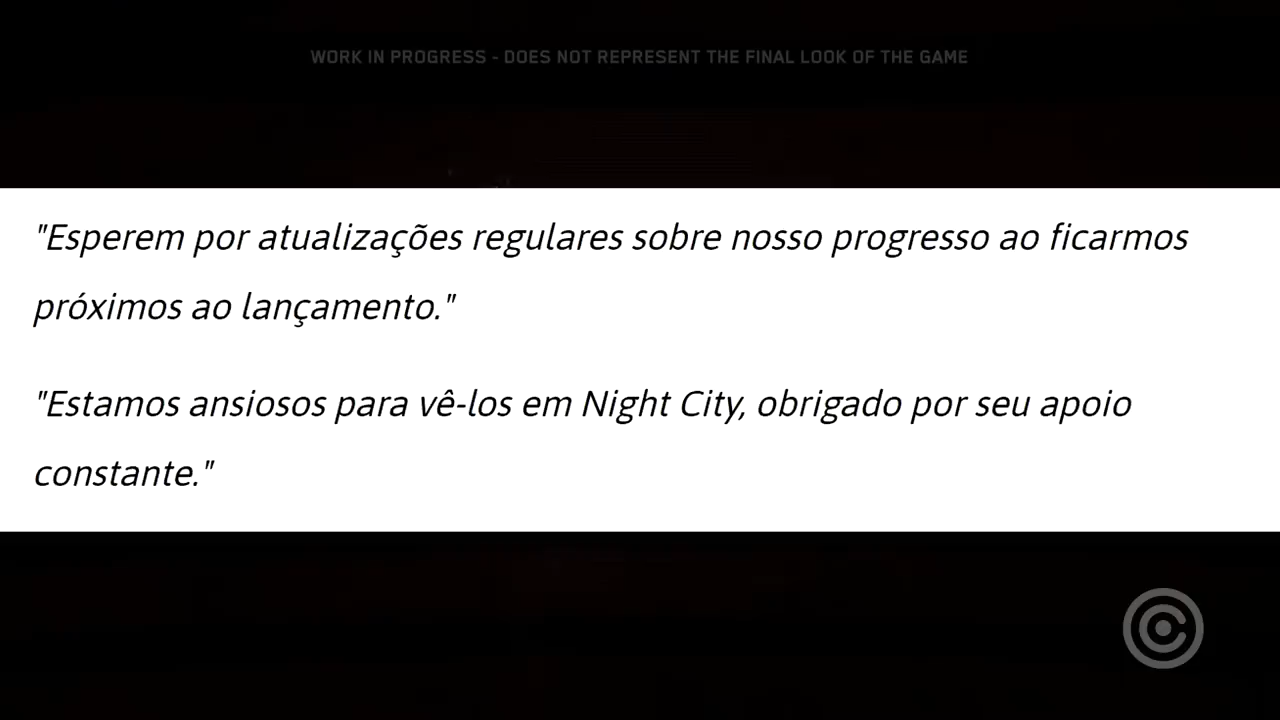 WORK IN PROGRESS - DOES NOT REPRESENT THE FINAL LOOK OF THE GAME
"Esperem por atualizações regulares sobre nosso progresso ao ficarmos
próximos ao lançamento."
"Estamos ansiosos para vê-los em Night City, obrigado por seu apoio
constante."